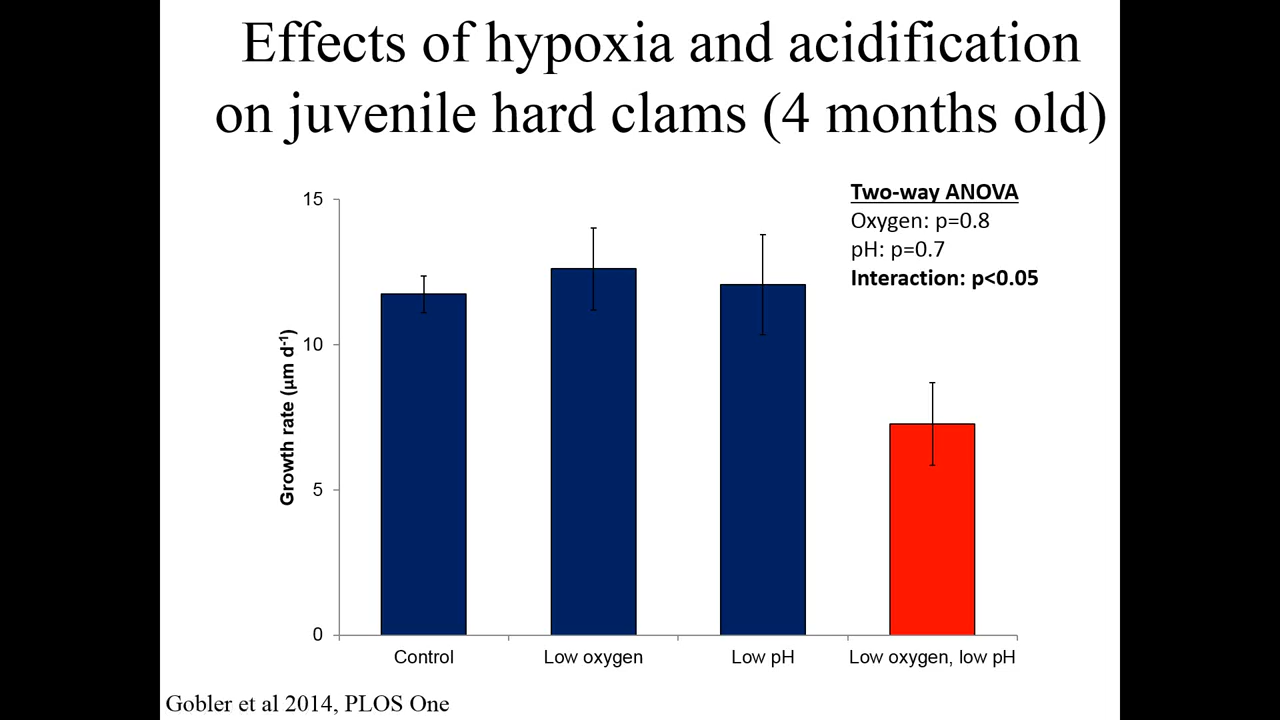 Effects of hypoxia and acidification
on juvenile hard clams (4 months old)
Two-way ANOVA
Oxygen: p=0.8
pH: p=0.7
Interaction: p<0.05
Growth rate (µm d⁻¹)
15
10
5
0
Control
Low oxygen
Low pH
Low oxygen, low pH
Gobler et al 2014, PLOS One